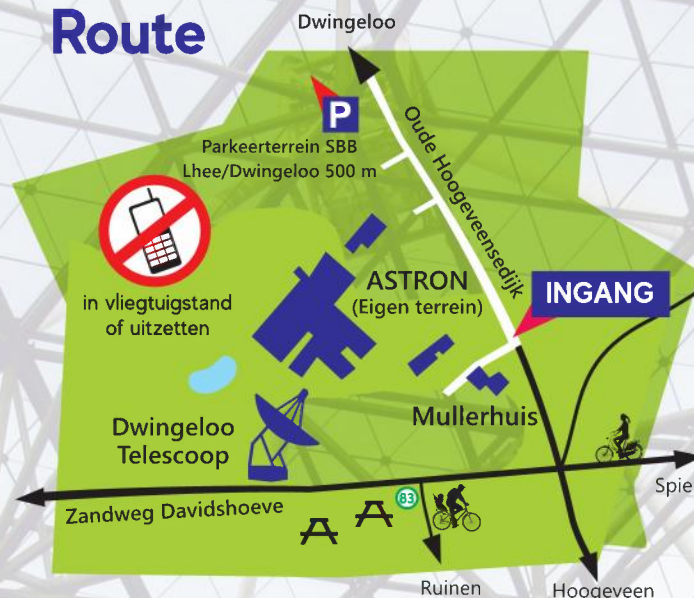 Route
Dwingeloo
P
Parkeerterrein SBB
Lhee/Dwingeloo 500 m
Oude Hoogeveensedijk
in vliegtuigstand
of uitzetten
ASTRON
(Eigen terrein)
INGANG
Mullerhuis
Dwingeloo
Telescoop
Zandweg Davidshoeve
83
Spie
Ruinen
Hoogeveen